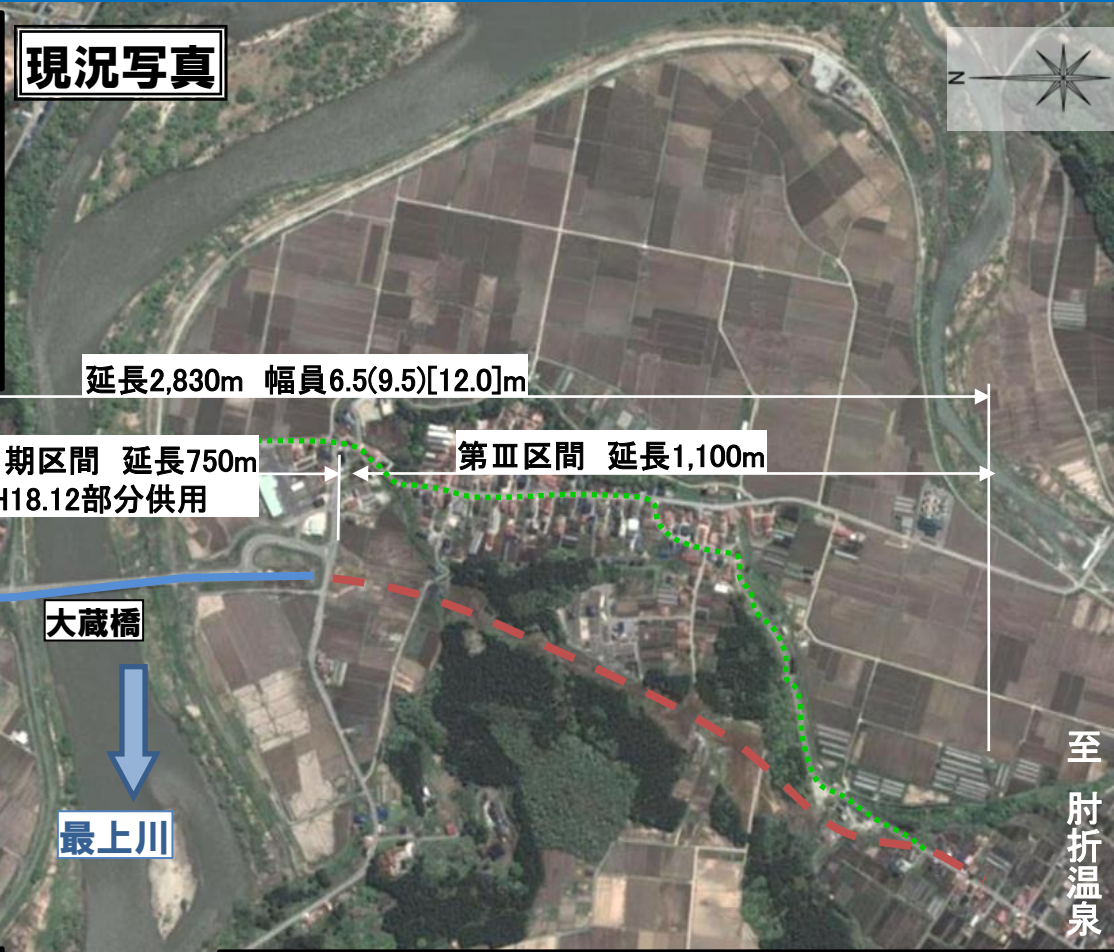 現況写真
N
延長2,830m 幅員6.5(9.5)[12.0]m
期区間 延長750m
H18.12部分供用
第Ⅲ区間 延長1,100m
大蔵橋
最上川
至 肘折温泉